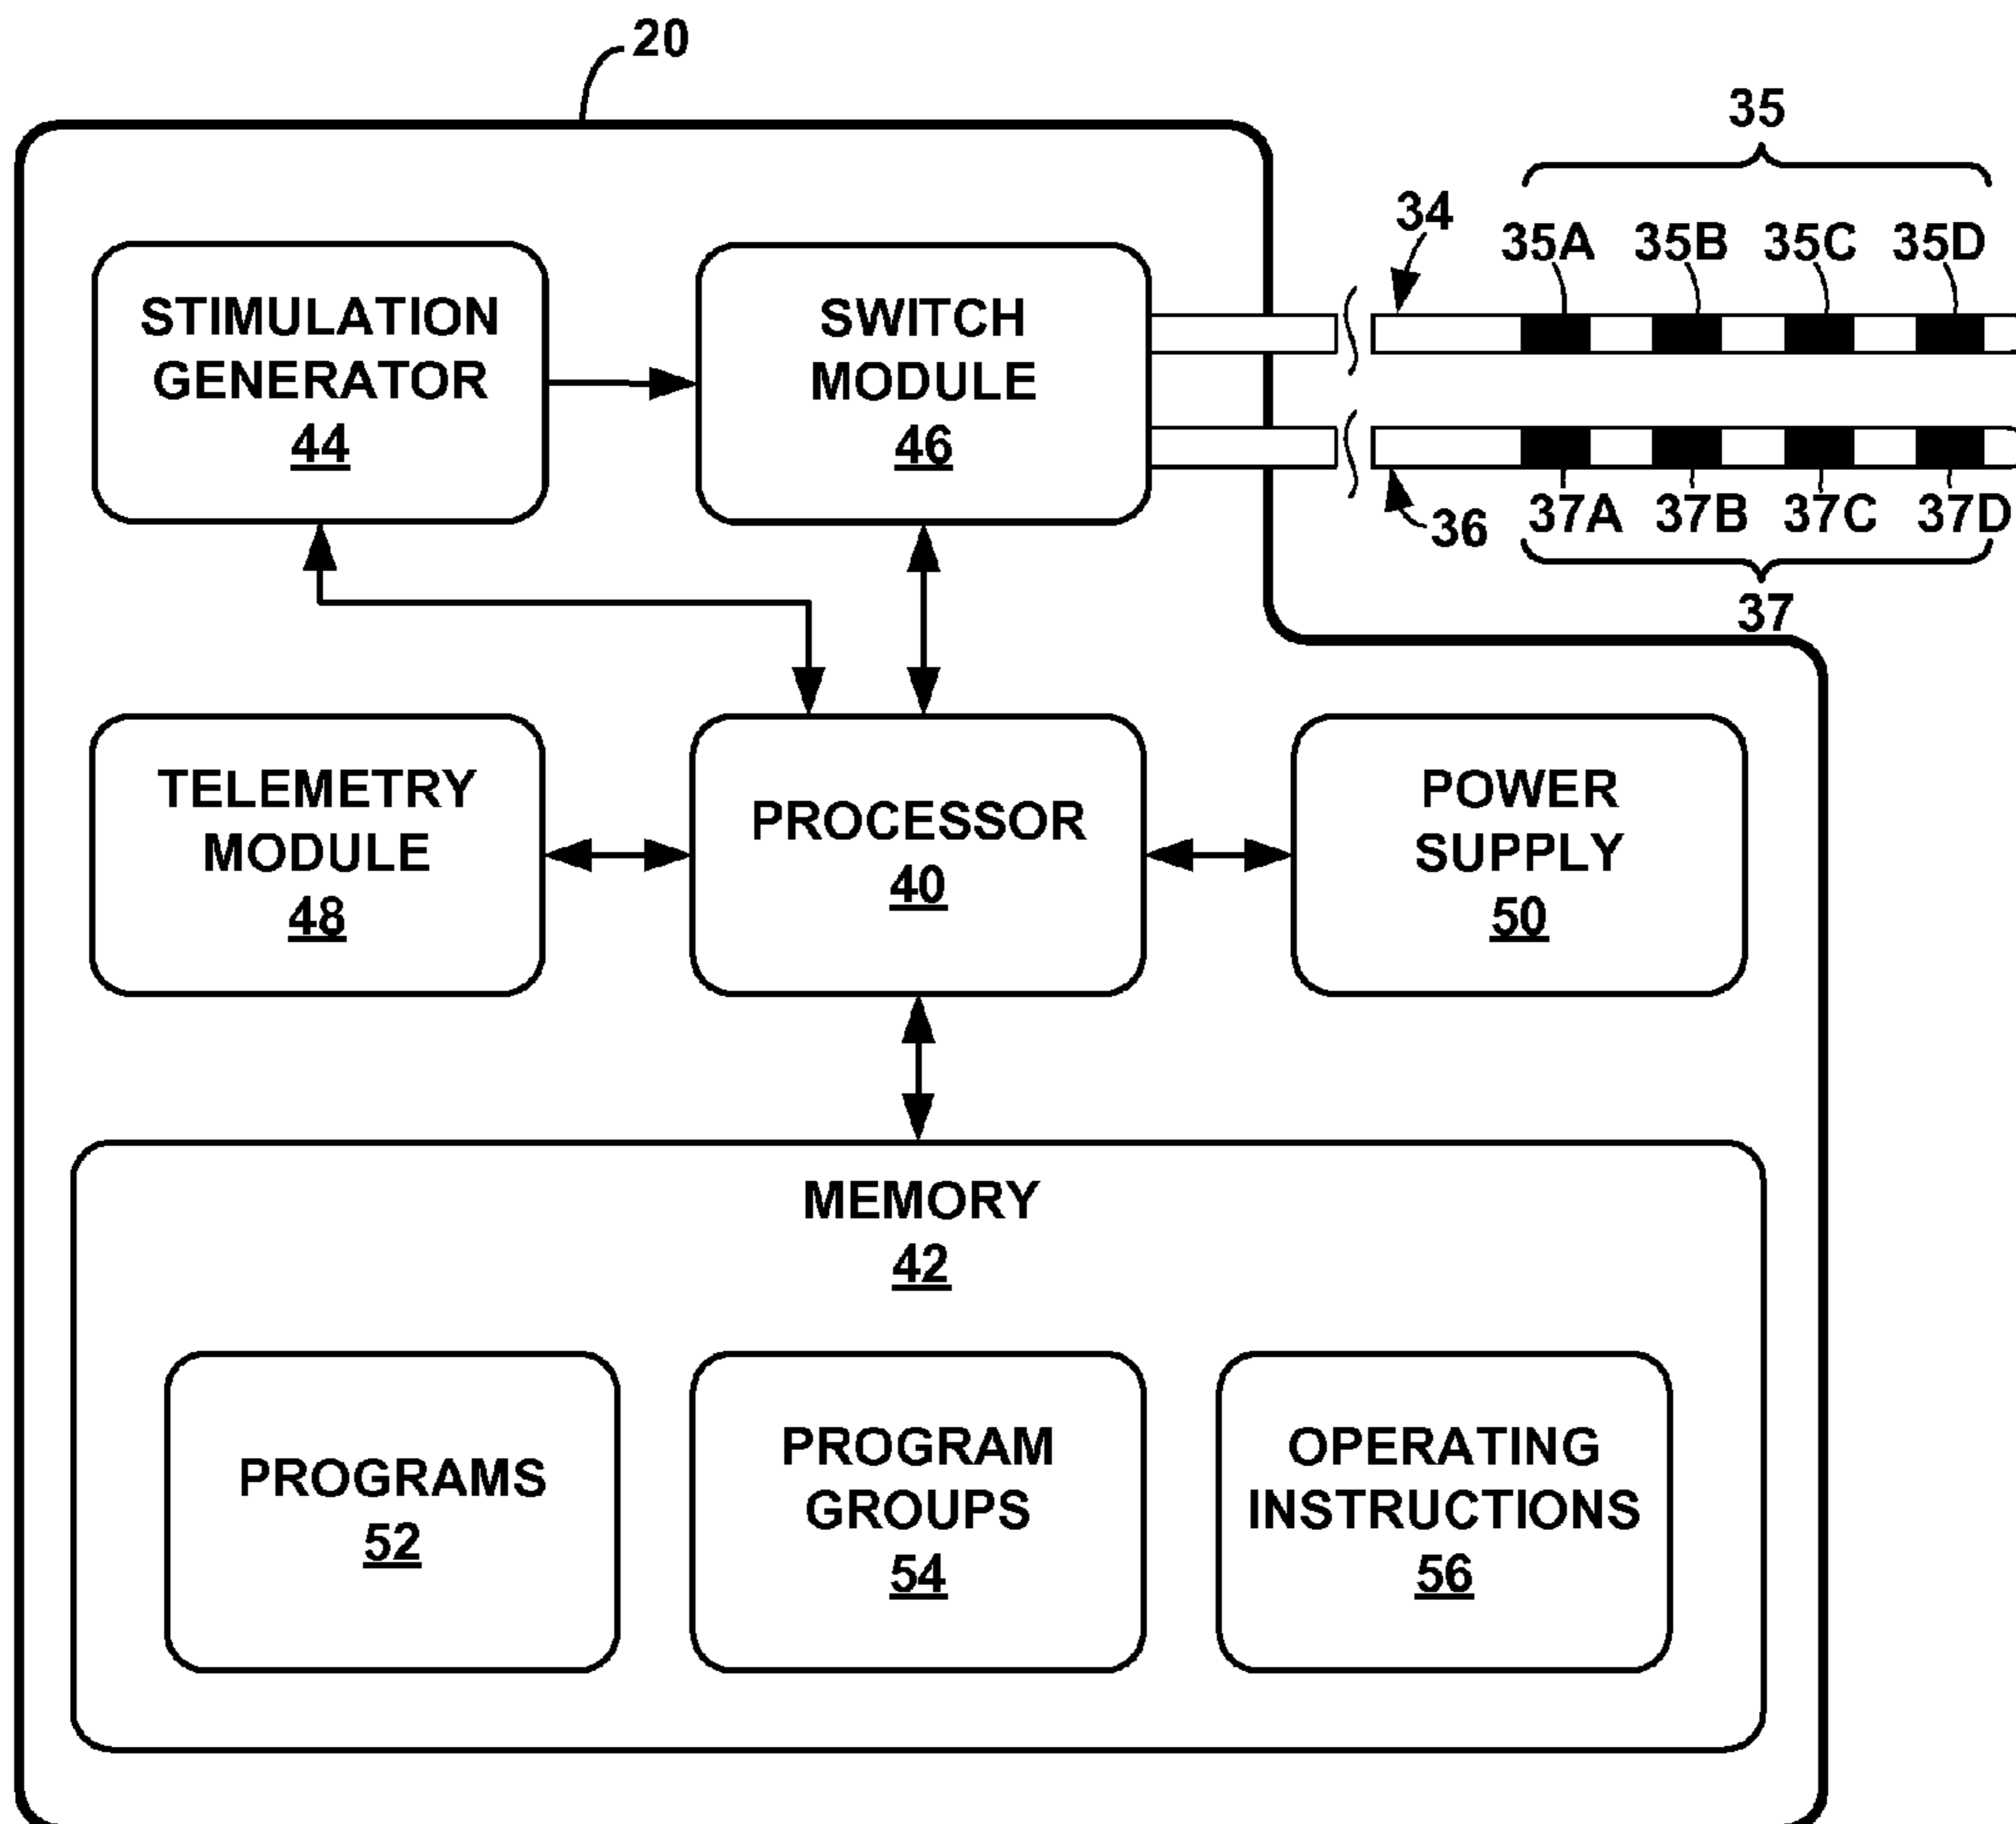 20
35
34
35A 35B 35C 35D
STIMULATION
GENERATOR
44
SWITCH
MODULE
46
36
37A 37B 37C 37D
37
TELEMETRY
MODULE
48
PROCESSOR
40
POWER
SUPPLY
50
MEMORY
42
PROGRAMS
52
PROGRAM
GROUPS
54
OPERATING
INSTRUCTIONS
56